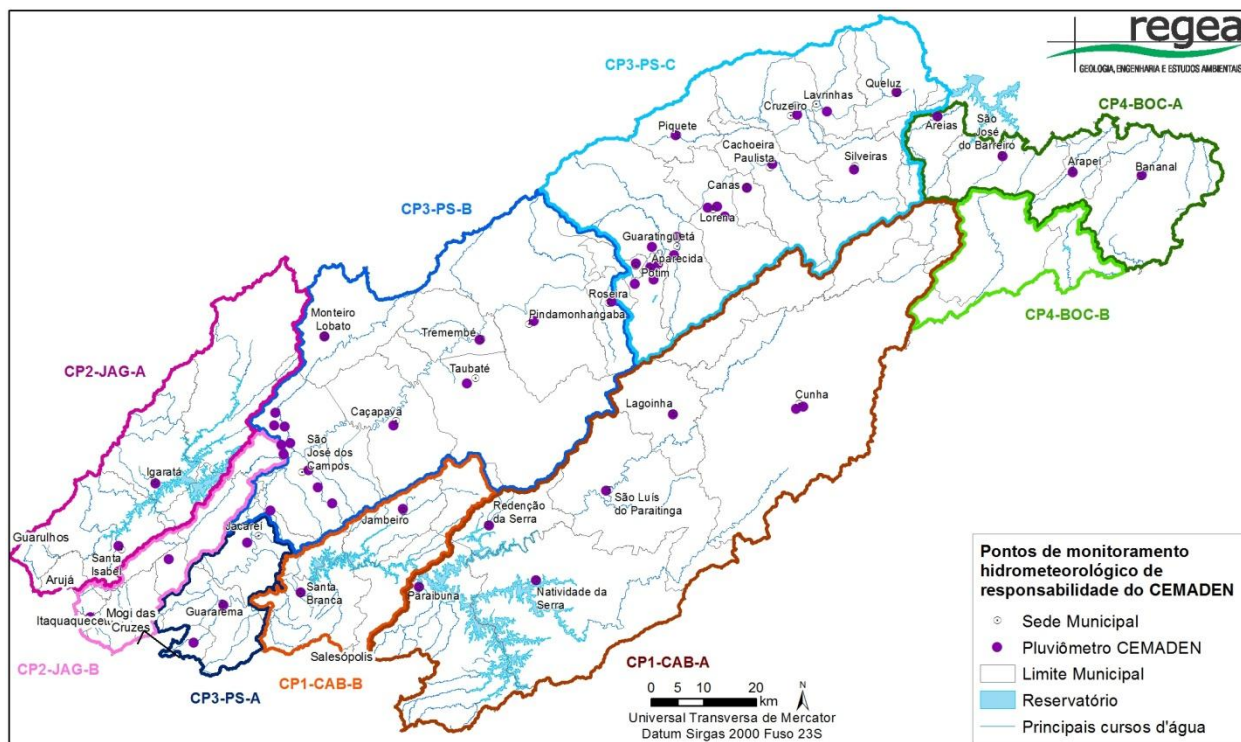 regea
GEOLOGIA, ENGENHARIA E ESTUDOS AMBIENTAIS
CP3-PS-C
Queluz
Lavrinhas
Cruzeiro
CP4-BOC-A
Areias
São
José
do Barreiro
Piquete
Cachoeira
Paulista
Silveiras
Arapeí
Bananal
Canas
Lorena
CP3-PS-B
Guaratinguetá
Aparecida
Potim
Roseira
CP4-BOC-B
Monteiro
Lobato
Pindamonhangaba
Tremembé
Taubaté
CP2-JAG-A
Caçapava
Lagoinha
Cunha
São
José dos
Campos
Igaratá
São Luís
do Paraitinga
Jambeiro
Redenção
da Serra
Jacareí
Guarulhos
Santa
Isabel
Arujá
Santa
Branca
Paraibuna
Natividade da
Serra
Itaquaquecet
Mogi das
Cruzes
Guararema
Salesópolis
CP2-JAG-B
CP3-PS-A
CP1-CAB-B
CP1-CAB-A
0 5 10 20
km
N
Universal Transversa de Mercator
Datum Sirgas 2000 Fuso 23S
Pontos de monitoramento
hidrometeorológico de
responsabilidade do CEMADEN
Sede Municipal
Pluviômetro CEMADEN
Limite Municipal
Reservatório
Principais cursos d'água